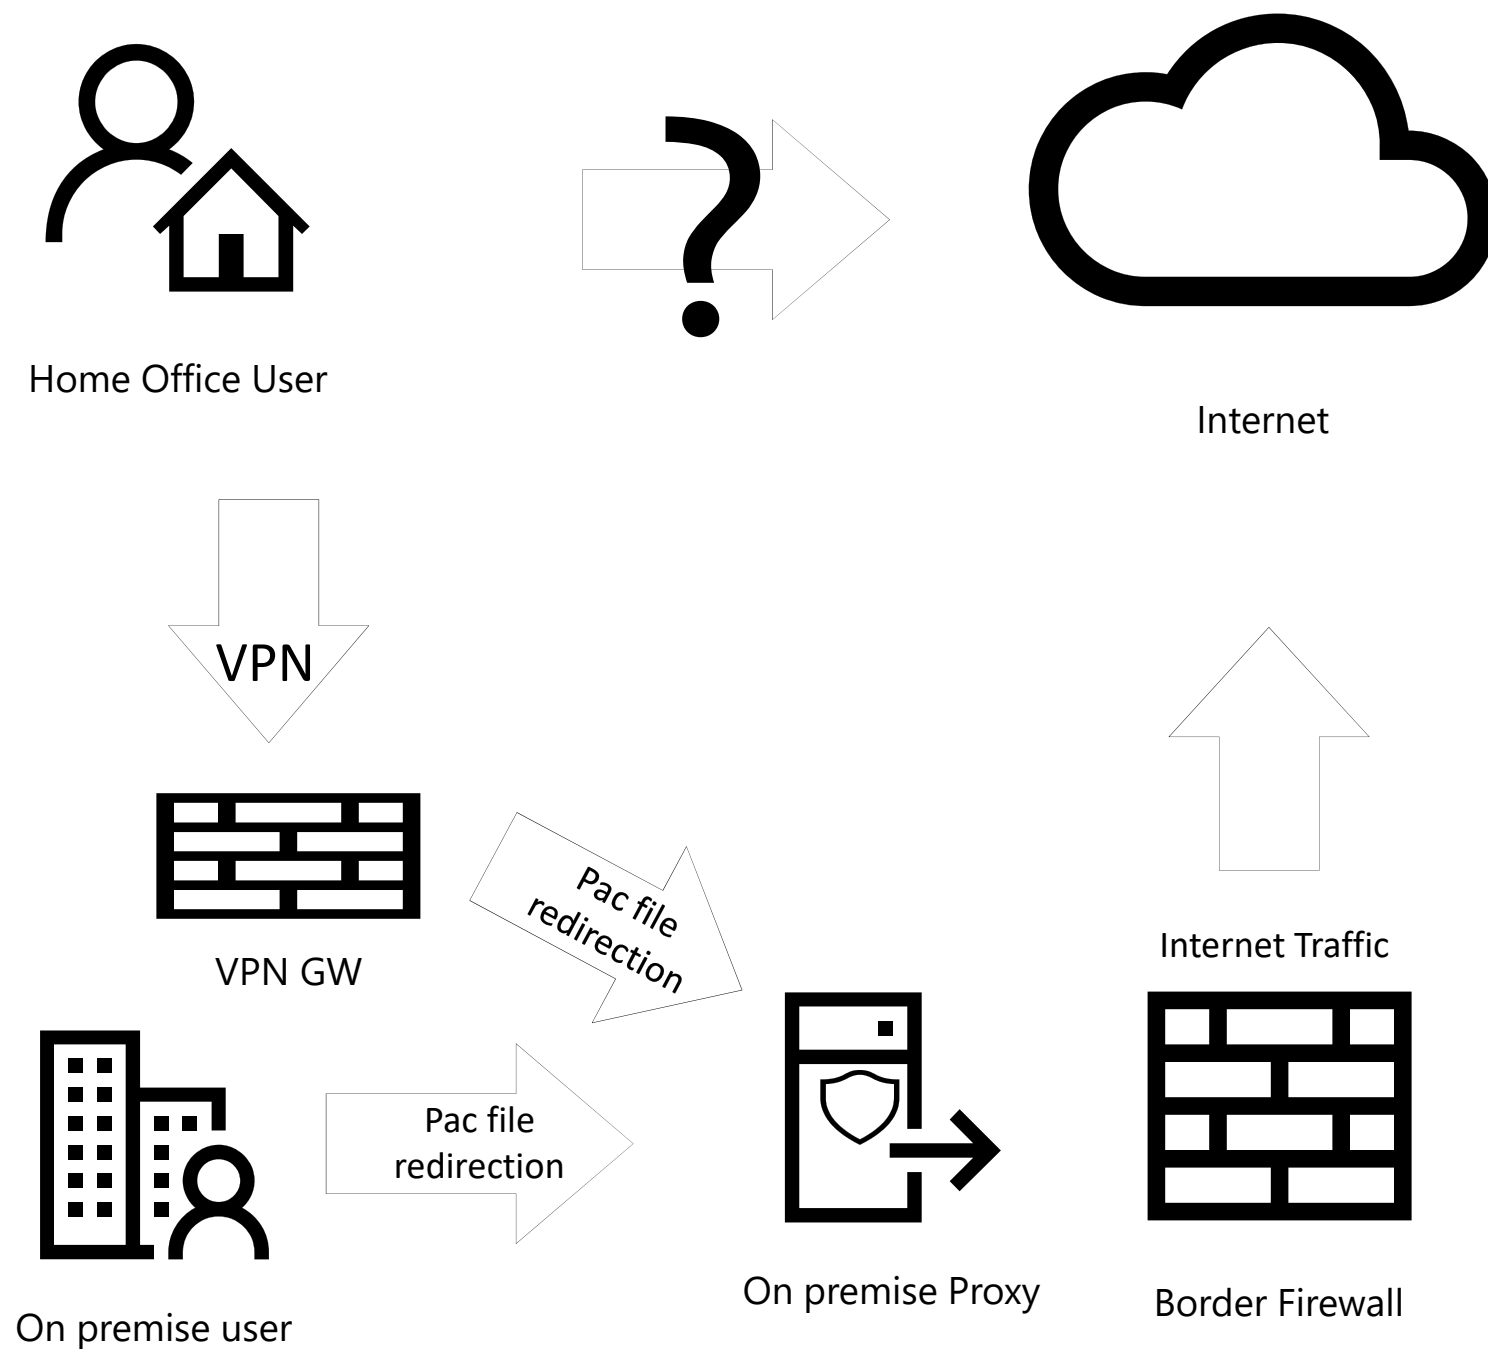 ?
Home Office User
Internet
VPN
Pac file
redirection
VPN GW
Internet Traffic
Pac file
redirection
On premise Proxy
Border Firewall
On premise user